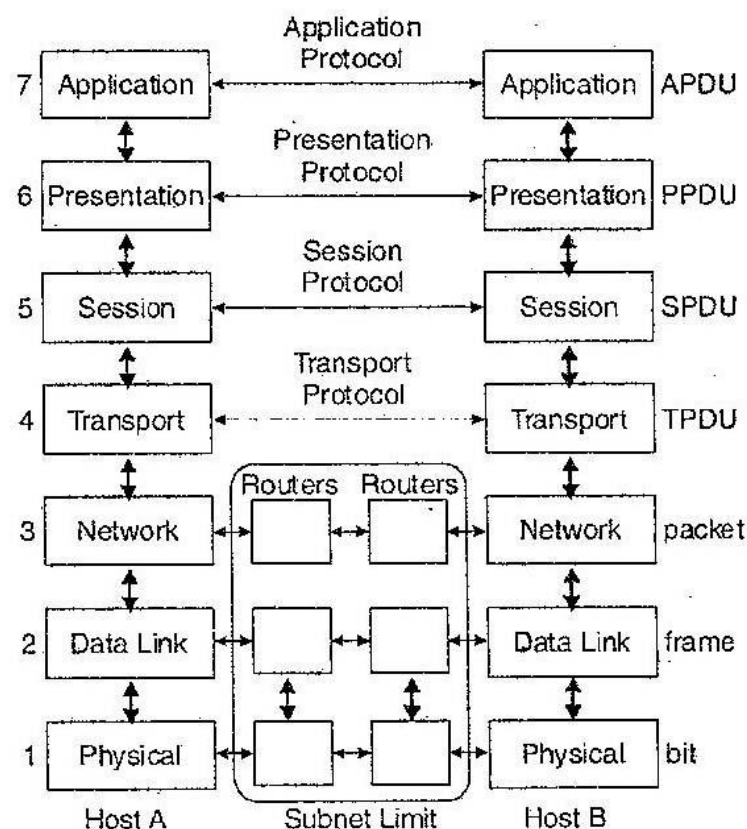 Application
Protocol
7 Application Application APDU
Presentation
Protocol
6 Presentation Presentation PPDU
Session
Protocol
5 Session Session SPDU
Transport
Protocol
4 Transport Transport TPDU
Routers Routers
3 Network Network packet
2 Data Link Data Link frame
1 Physical Physical bit
Host A Subnet Limit Host B